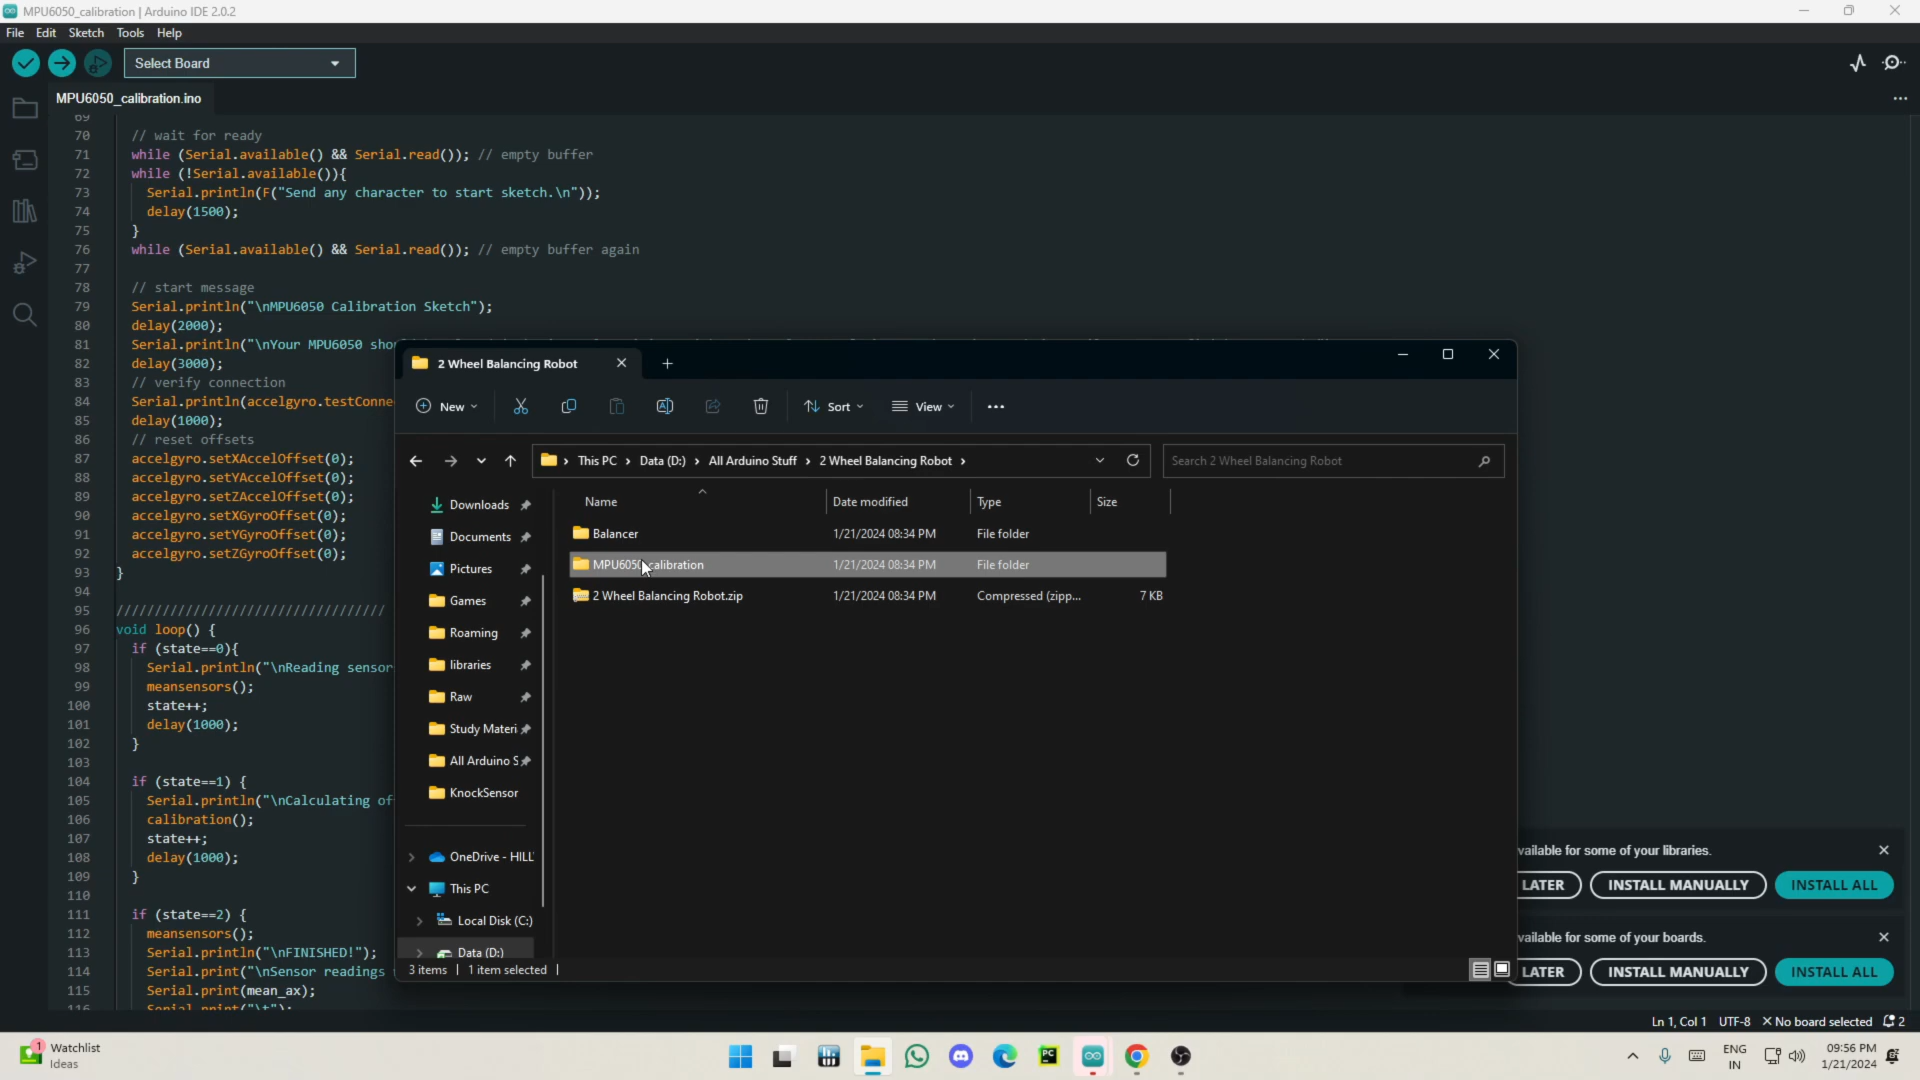 MPU6050_calibration | Arduino IDE 2.0.2
File Edit Sketch Tools Help
Select Board
MPU6050_calibration.ino
69
70 // wait for ready
71 while (Serial.available() && Serial.read()); // empty buffer
72 while (!Serial.available()){
73 Serial.println(F("Send any character to start sketch.\n"));
74 delay(1500);
75 }
76 while (Serial.available() && Serial.read()); // empty buffer again
77
78 // start message
79 Serial.println("\nMPU6050 Calibration Sketch");
80 delay(2000);
81 Serial.println("\nYour MPU6050 sho
82 delay(3000);
83 // verify connection
84 Serial.println(accelgyro.testConne
85 delay(1000);
86 // reset offsets
87 accelgyro.setXAccelOffset(0);
88 accelgyro.setYAccelOffset(0);
89 accelgyro.setZAccelOffset(0);
90 accelgyro.setXGyroOffset(0);
91 accelgyro.setYGyroOffset(0);
92 accelgyro.setZGyroOffset(0);
93 }
94
95 ///////////////////////////////////
96 void loop() {
97 if (state==0){
98 Serial.println("\nReading sensor
99 meansensors();
100 state++;
101 delay(1000);
102 }
103
104 if (state==1) {
105 Serial.println("\nCalculating of
106 calibration();
107 state++;
108 delay(1000);
109 }
110
111 if (state==2) {
112 meansensors();
113 Serial.println("\nFINISHED!");
114 Serial.print("\nSensor readings
115 Serial.print(mean_ax);
116 Serial.print("\t");
2 Wheel Balancing Robot
New Sort View
This PC > Data (D:) > All Arduino Stuff > 2 Wheel Balancing Robot >
Search 2 Wheel Balancing Robot
Name Date modified Type Size
Balancer 1/21/2024 08:34 PM File folder
MPU6050_calibration 1/21/2024 08:34 PM File folder
2 Wheel Balancing Robot.zip 1/21/2024 08:34 PM Compressed (zipp... 7 KB
Downloads
Documents
Pictures
Games
Roaming
libraries
Raw
Study Materi
All Arduino S
KnockSensor
OneDrive - HILL
This PC
Local Disk (C:)
Data (D:)
3 items | 1 item selected |
vailable for some of your libraries.
LATER INSTALL MANUALLY INSTALL ALL
vailable for some of your boards.
LATER INSTALL MANUALLY INSTALL ALL
Ln 1, Col 1 UTF-8 No board selected 2
1 Watchlist
Ideas
PC
ENG
IN
09:56 PM
1/21/2024